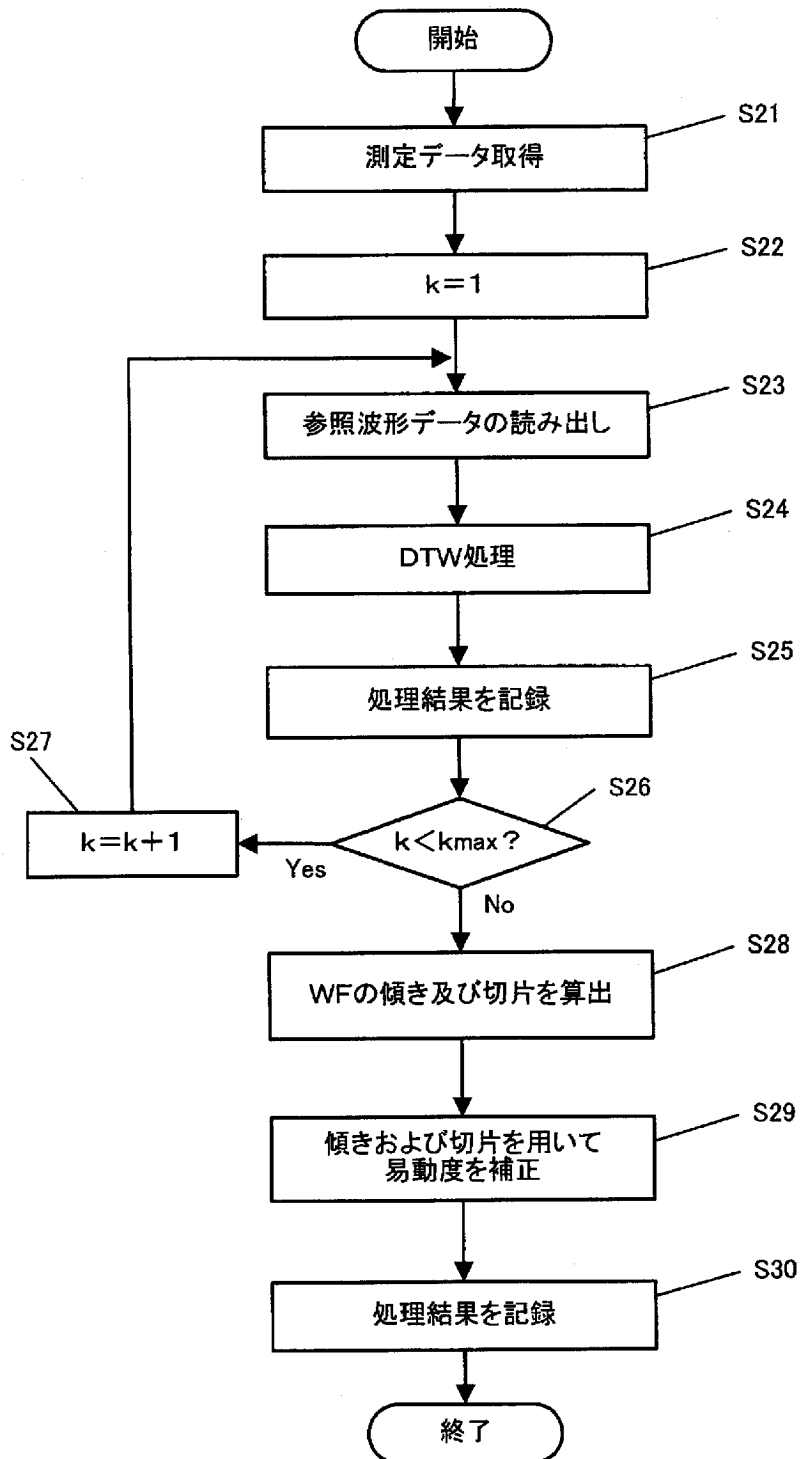 開始
S21
測定データ取得
S22
k=1
S23
参照波形データの読み出し
S24
DTW処理
S25
処理結果を記録
S26
k<kmax?
S27
k=k+1
Yes
No
S28
WFの傾き及び切片を算出
S29
傾きおよび切片を用いて
易動度を補正
S30
処理結果を記録
終了